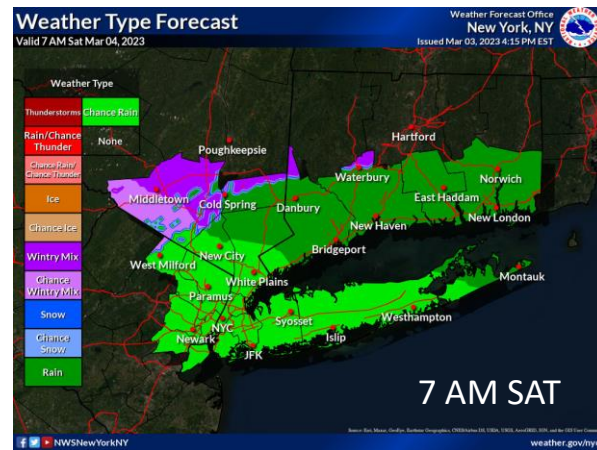 Weather Type Forecast
Valid 7 AM Sat Mar 04, 2023
Weather Forecast Office
New York, NY
Issued Mar 03, 2023 4:15 PM EST
Weather Type
Thunderstorms
Chance Rain
Rain/Chance
Thunder
None
Chance Rain/
Chance Thunder
Ice
Chance Ice
Wintry Mix
Chance
Wintry Mix
Snow
Chance
Snow
Rain
Poughkeepsie
Hartford
Middletown
Cold Spring
Waterbury
Danbury
East Haddam
Norwich
New London
New Haven
Bridgeport
West Milford
New City
White Plains
Paramus
Montauk
NYC
Syosset
Westhampton
Newark
JFK
Islip
7 AM SAT
NWSNewYorkNY
weather.gov/nyc